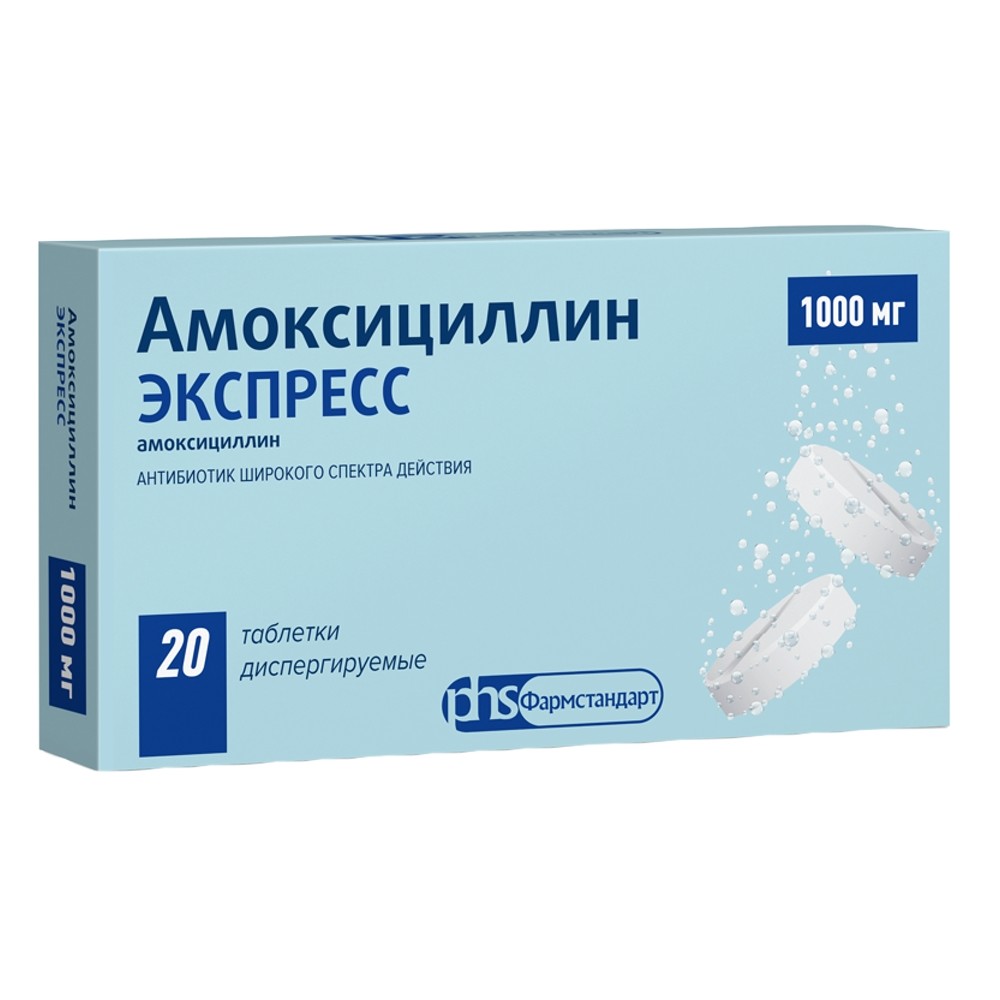 Амоксициллин
ЭКСПРЕСС
амоксициллин
АНТИБИОТИК ШИРОКОГО СПЕКТРА ДЕЙСТВИЯ
1000 мг
20 таблетки
диспергируемые
phs Фармстандарт
Амоксициллин
ЭКСПРЕСС
1000 мг